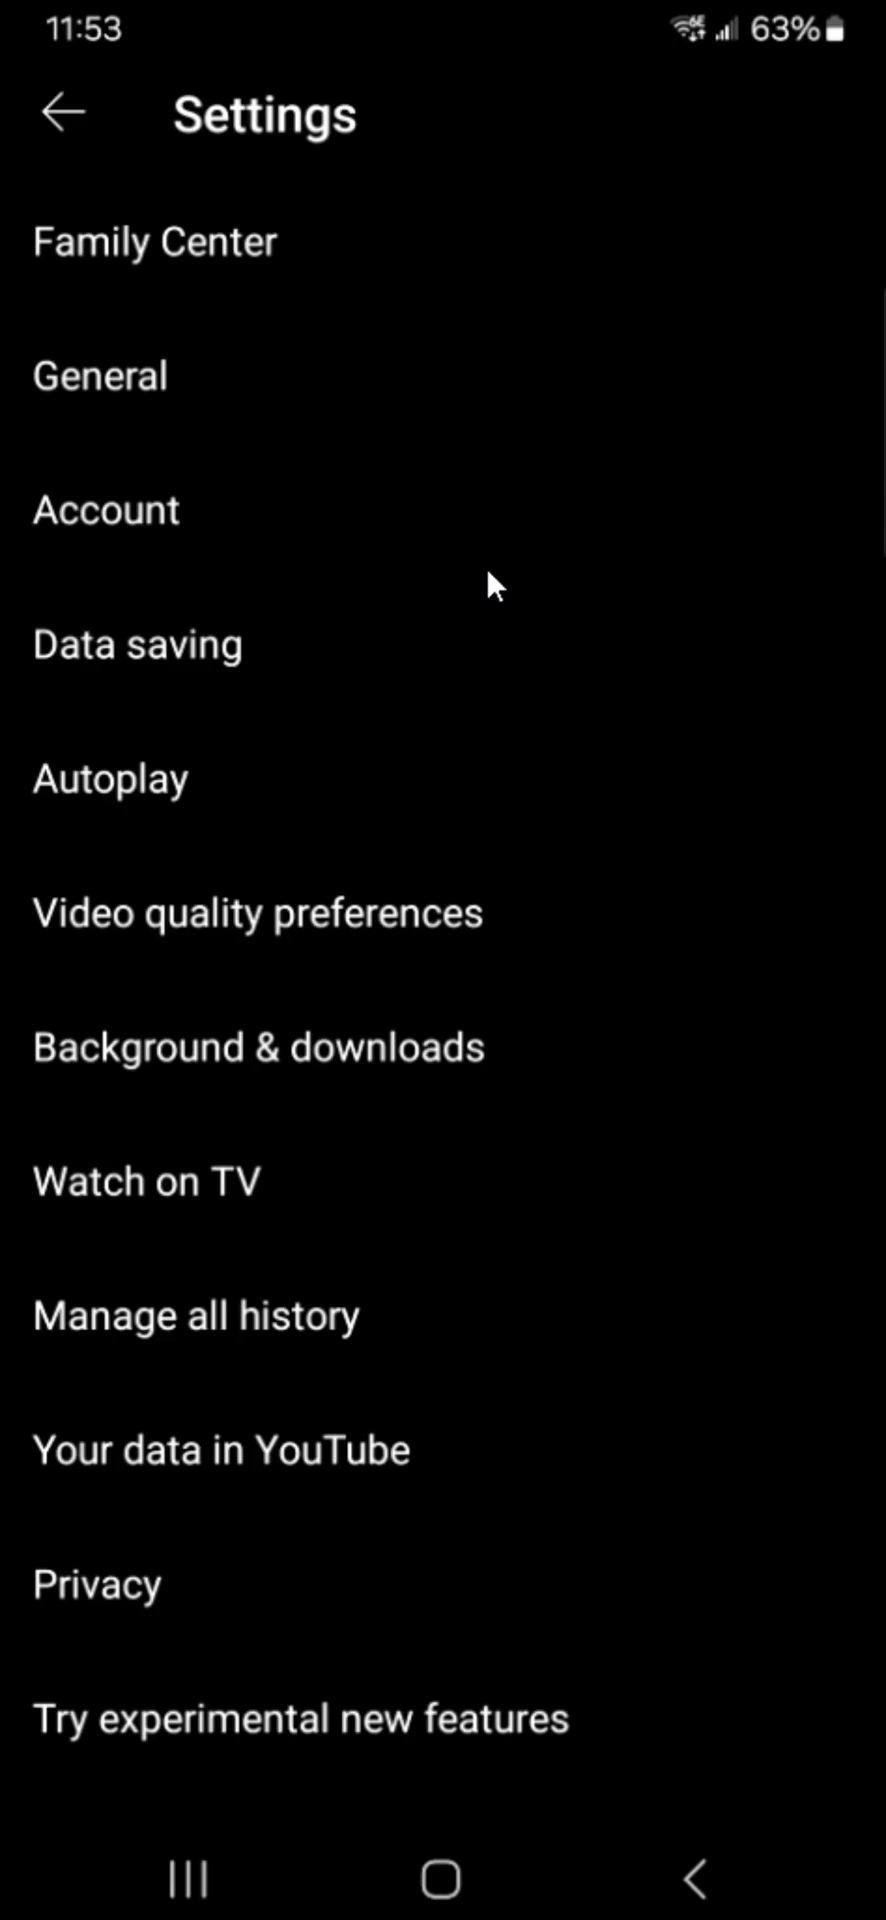 11:53
63%
Settings
Family Center
General
Account
Data saving
Autoplay
Video quality preferences
Background & downloads
Watch on TV
Manage all history
Your data in YouTube
Privacy
Try experimental new features